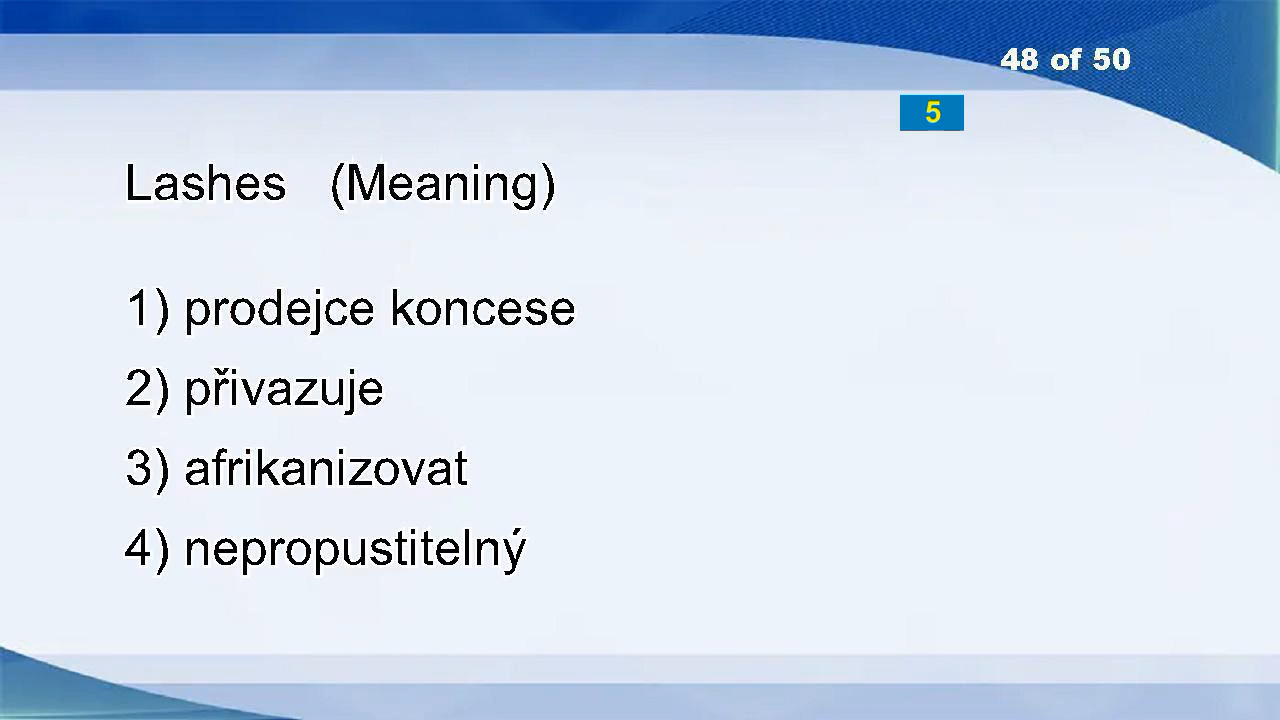 48 of 50
5
Lashes (Meaning)
1) prodejce koncese
2) přivazuje
3) afrikanizovat
4) nepropustitelný